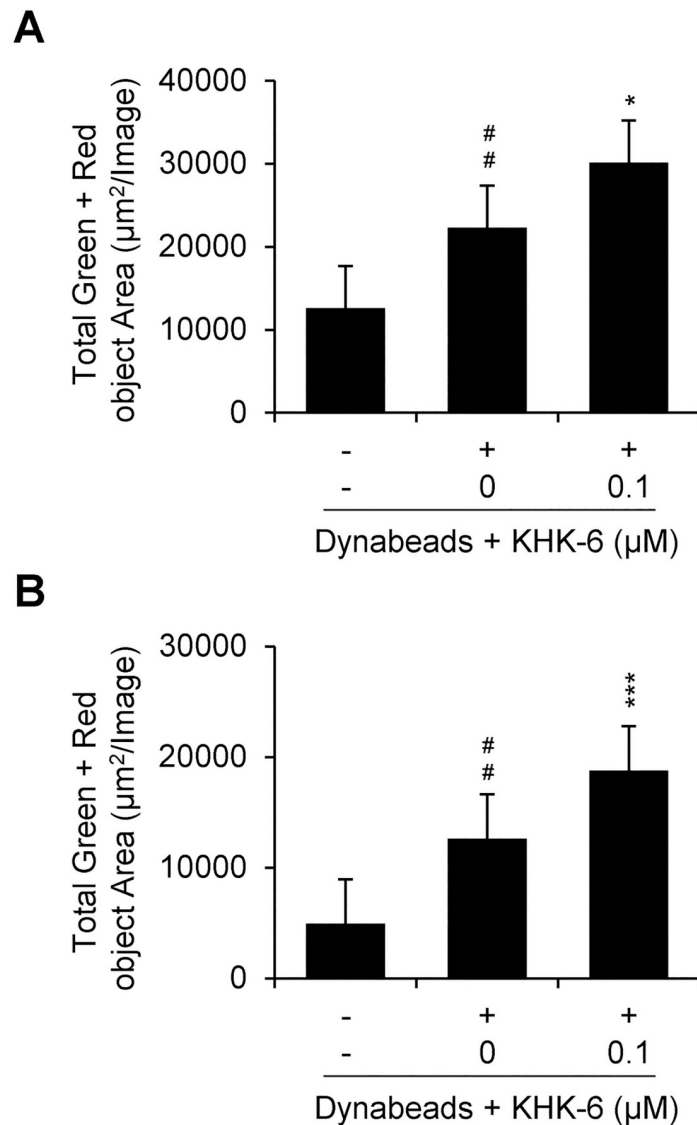 A
Total Green + Red
object Area (µm²/Image)
40000
30000
20000
10000
0
#
#
*
- + +
- 0 0.1
Dynabeads + KHK-6 (µM)
B
Total Green + Red
object Area (µm²/Image)
30000
20000
10000
0
#
#
***
- + +
- 0 0.1
Dynabeads + KHK-6 (µM)